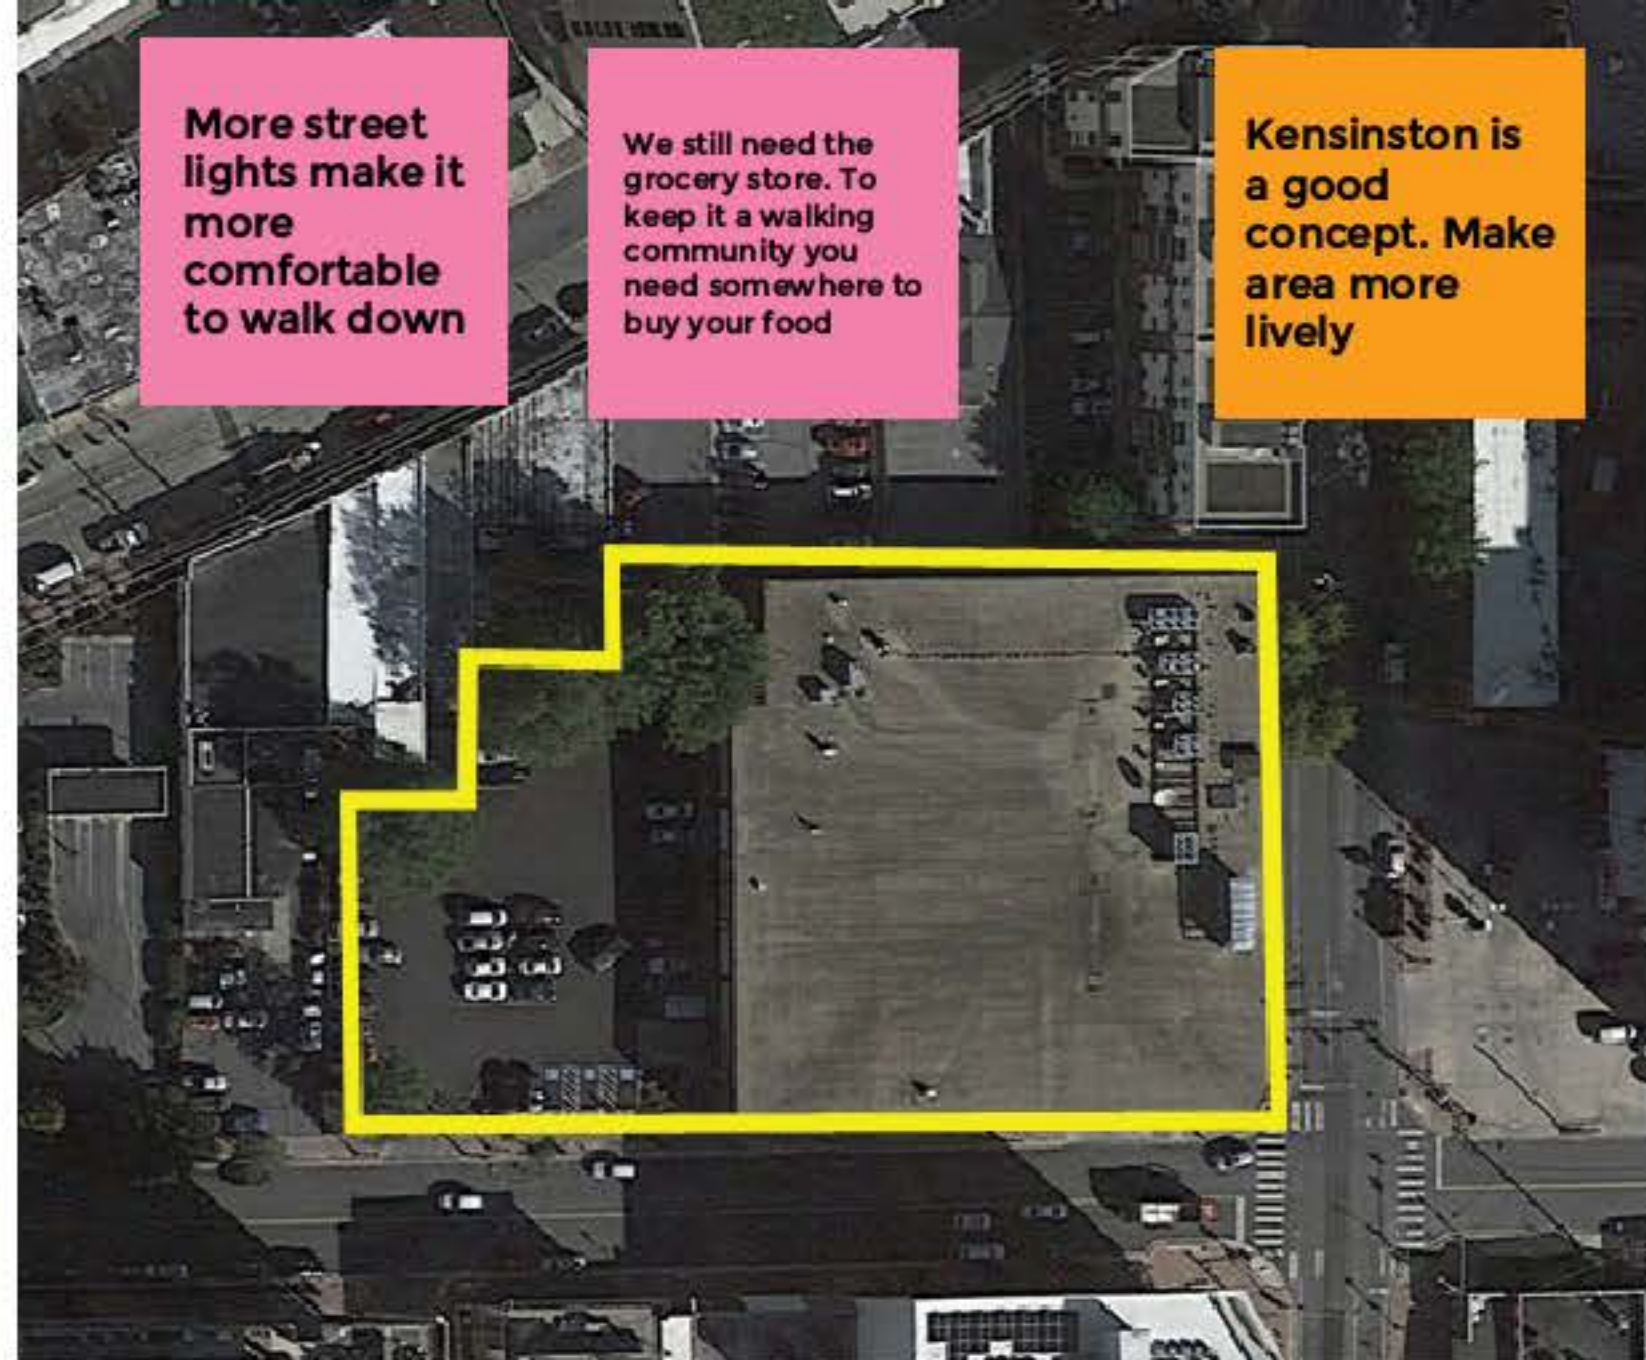 More street
lights make it
more
comfortable
to walk down
We still need the
grocery store. To
keep it a walking
community you
need somewhere to
buy your food
Kensinston is
a good
concept. Make
area more
lively